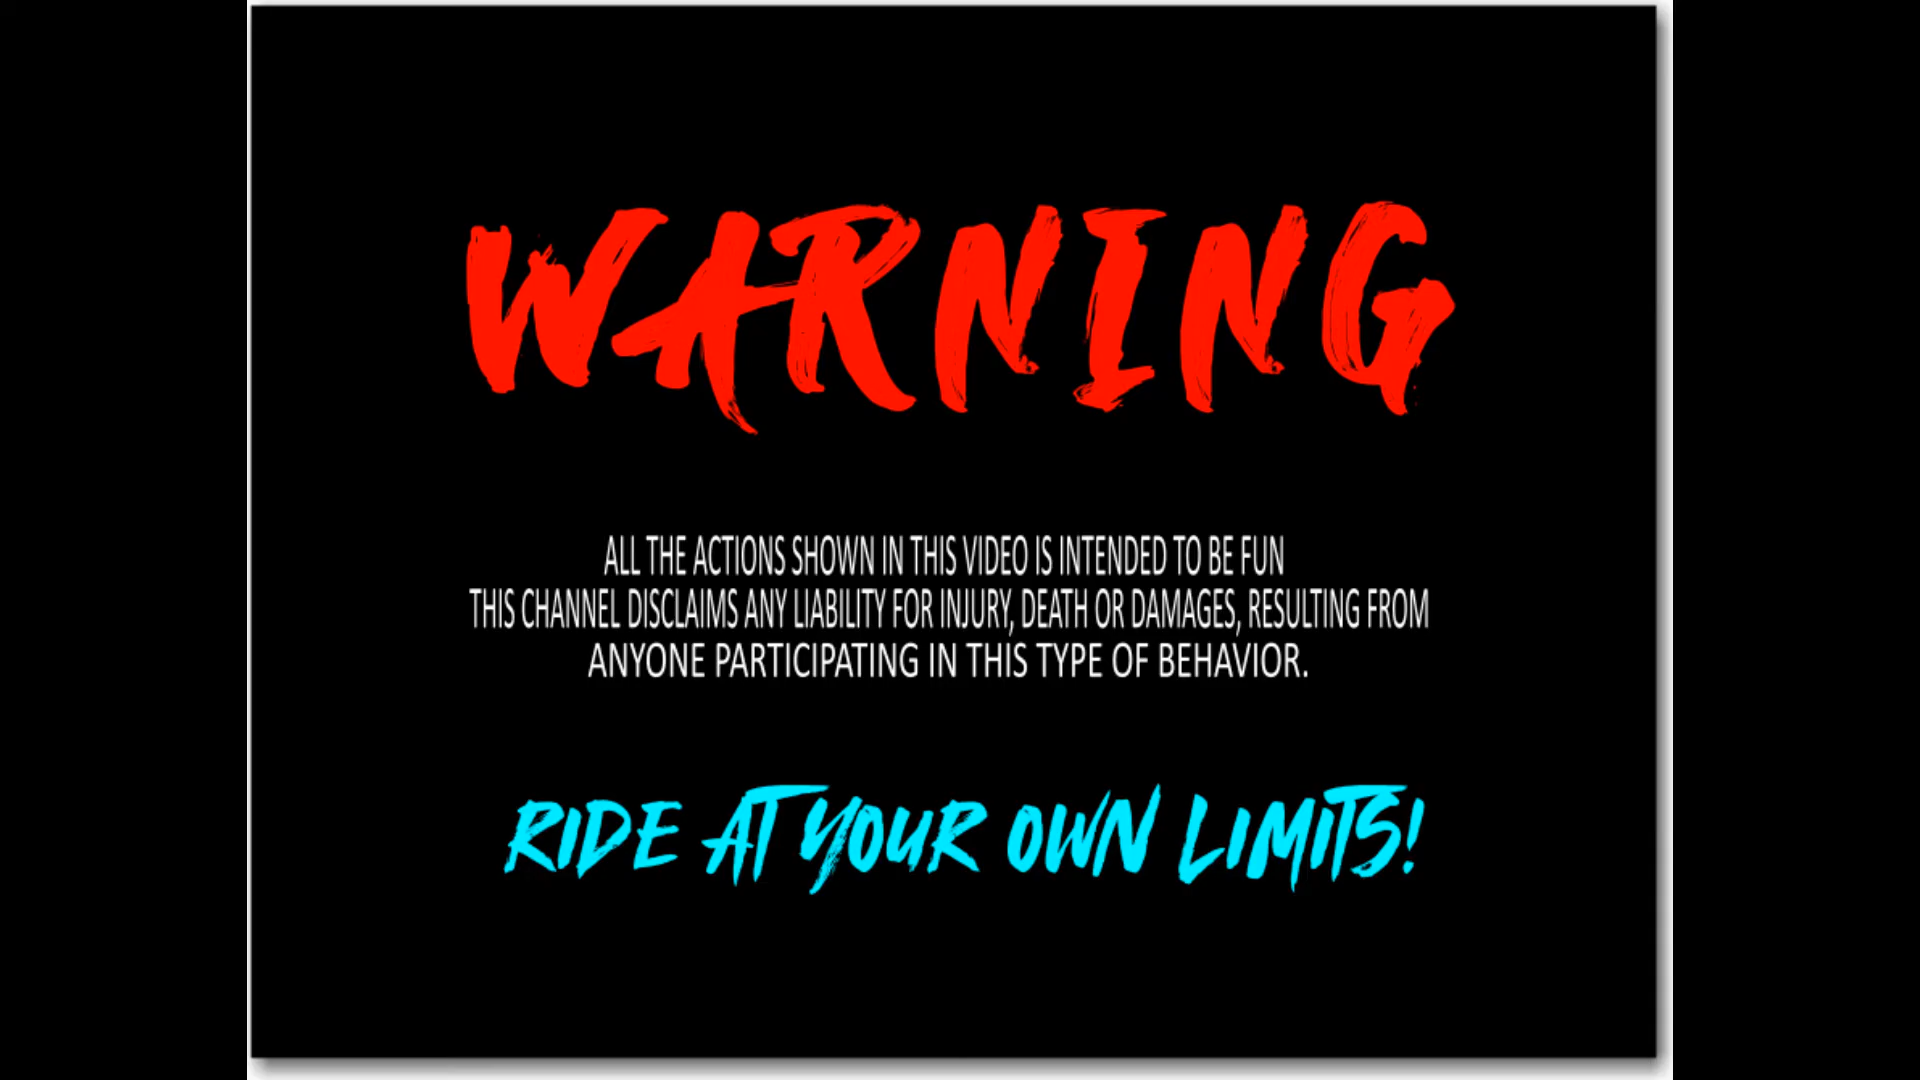 WARNING
ALL THE ACTIONS SHOWN IN THIS VIDEO IS INTENDED TO BE FUN
THIS CHANNEL DISCLAIMS ANY LIABILITY FOR INJURY, DEATH OR DAMAGES, RESULTING FROM
ANYONE PARTICIPATING IN THIS TYPE OF BEHAVIOR.
RIDE AT YOUR OWN LIMITS!